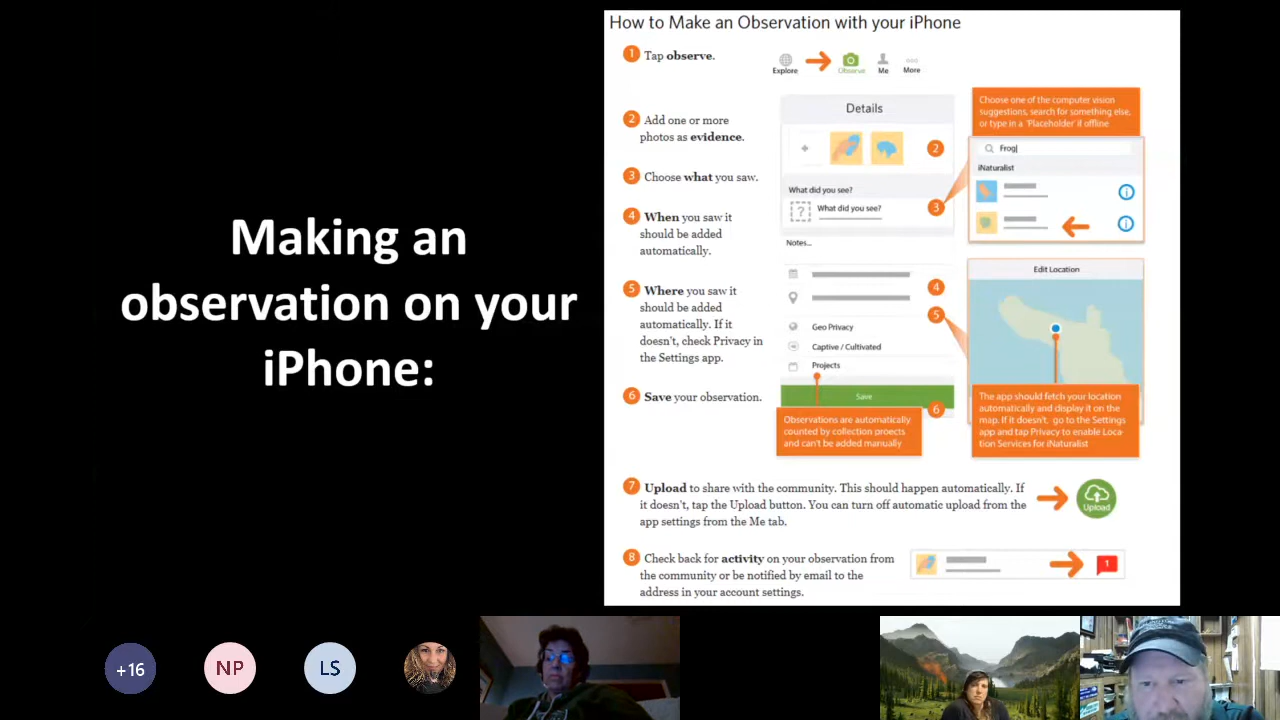 Making an
observation on your
iPhone:
How to Make an Observation with your iPhone
1 Tap observe.
Explore
Observe
Me
More
2 Add one or more
photos as evidence.
3 Choose what you saw.
4 When you saw it
should be added
automatically.
5 Where you saw it
should be added
automatically. If it
doesn't, check Privacy in
the Settings app.
6 Save your observation.
Details
2
What did you see?
What did you see?
3
Notes...
4
5
Geo Privacy
Captive / Cultivated
Projects
Save
6
Observations are automatically
counted by collection proects
and can't be added manually
Choose one of the computer vision
suggestions, search for something else,
or type in a 'Placeholder' if offline
Frog
iNaturalist
Edit Location
The app should fetch your location
automatically and display it on the
map. If it doesn't, go to the Settings
app and tap Privacy to enable Loca-
tion Services for iNaturalist
7 Upload to share with the community. This should happen automatically. If
it doesn't, tap the Upload button. You can turn off automatic upload from the
app settings from the Me tab.
Upload
8 Check back for activity on your observation from
the community or be notified by email to the
address in your account settings.
1
+16
NP
LS